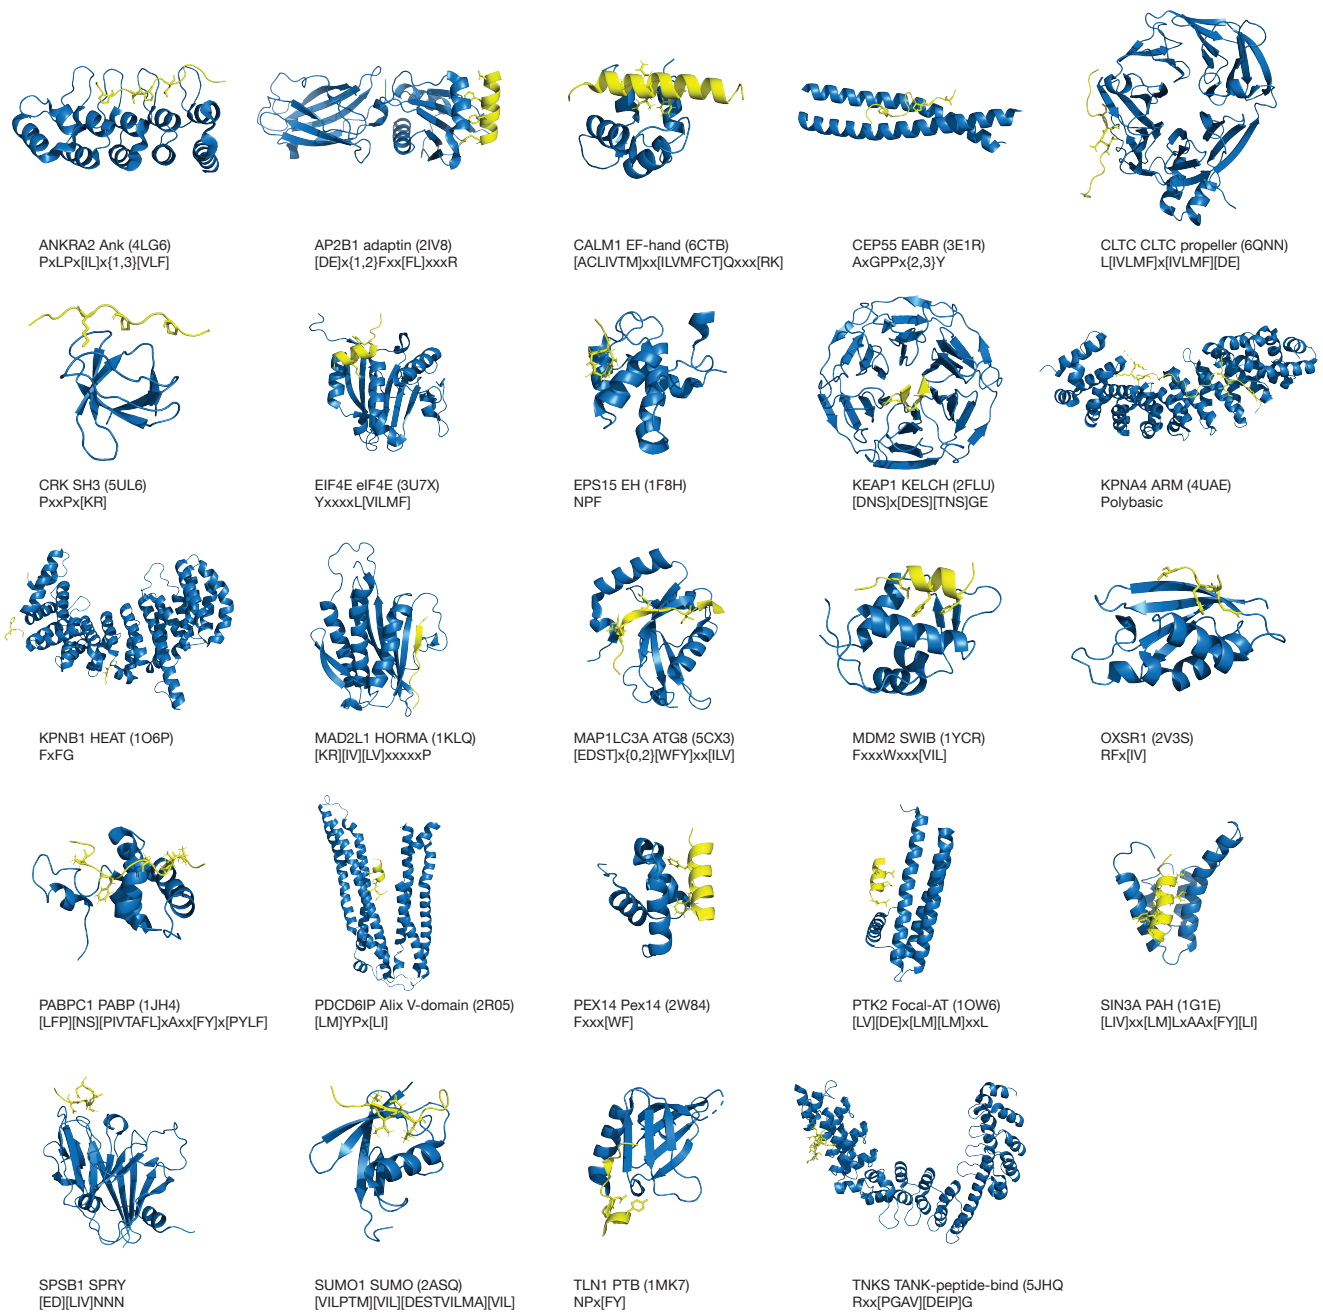 ANKRA2 Ank (4LG6)
PxLPx[IL]x{1,3}[VLF]
AP2B1 adaptin (2IV8)
[DE]x{1,2}Fxx[FL]xxxR
CALM1 EF-hand (6CTB)
[ACLIVTM]xx[ILVMFCT]Qxxx[RK]
CEP55 EABR (3E1R)
AxGPPx{2,3}Y
CLTC CLTC propeller (6QNN)
L[IVLMF]x[IVLMF][DE]
CRK SH3 (5UL6)
PxxPx[KR]
EIF4E eIF4E (3U7X)
YxxxxL[VILMF]
EPS15 EH (1F8H)
NPF
KEAP1 KELCH (2FLU)
[DNS]x[DES][TNS]GE
KPNA4 ARM (4UAE)
Polybasic
KPNB1 HEAT (1O6P)
FxFG
MAD2L1 HORMA (1KLQ)
[KR][IV][LV]xxxxxP
MAP1LC3A ATG8 (5CX3)
[EDST]x{0,2}[WFY]xx[ILV]
MDM2 SWIB (1YCR)
FxxxWxxx[VIL]
OXSR1 (2V3S)
RFx[IV]
PABPC1 PABP (1JH4)
[LFP][NS][PIVTAFL]xAxx[FY]x[PYLF]
PDCD6IP Alix V-domain (2R05)
[LM]YPx[LI]
PEX14 Pex14 (2W84)
Fxxx[WF]
PTK2 Focal-AT (1OW6)
[LV][DE]x[LM][LM]xxL
SIN3A PAH (1G1E)
[LIV]xx[LM]LxAAx[FY][LI]
SPSB1 SPRY
[ED][LIV]NNN
SUMO1 SUMO (2ASQ)
[VILPTM][VIL][DESTVILMA][VIL]
TLN1 PTB (1MK7)
NPx[FY]
TNKS TANK-peptide-bind (5JHQ
Rxx[PGAV][DEIP]G